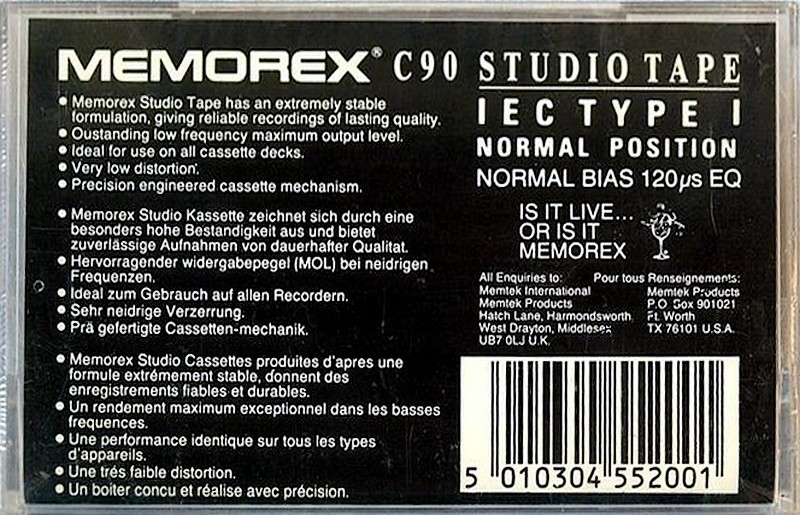 MEMOREX® C90 STUDIO TAPE
• Memorex Studio Tape has an extremely stable
formulation, giving reliable recordings of lasting quality.
• Oustanding low frequency maximum output level.
• Ideal for use on all cassette decks.
• Very low distortion.
• Precision engineered cassette mechanism.
• Memorex Studio Kassette zeichnet sich durch eine
besonders hohe Bestandigkeit aus und bietet
zuverlässige Aufnahmen von dauerhafter Qualitat.
• Hervorragender widergabepegel (MOL) bei neidrigen
Frequenzen.
• Ideal zum Gebrauch auf allen Recordern.
• Sehr neidrige Verzerrung.
• Prä gefertigte Cassetten-mechanik.
• Memorex Studio Cassettes produites d'apres une
formule extrémement stable, donnent des
enregistrements fiables et durables.
• Un rendement maximum exceptionnel dans les basses
frequences.
• Une performance identique sur tous les types
d'appareils.
• Une trés faible distortion.
• Un boiter concu et réalise avec précision.
IEC TYPE I
NORMAL POSITION
NORMAL BIAS 120µs EQ
IS IT LIVE...
OR IS IT
MEMOREX
All Enquiries to:
Memtek International
Memtek Products
Hatch Lane, Harmondsworth
West Drayton, Middlesex
UB7 0LJ U.K.
Pour tous Renseignements:
Memtek Products
P.O. Box 901021
Ft. Worth
TX 76101 U.S.A.
5 010304 552001